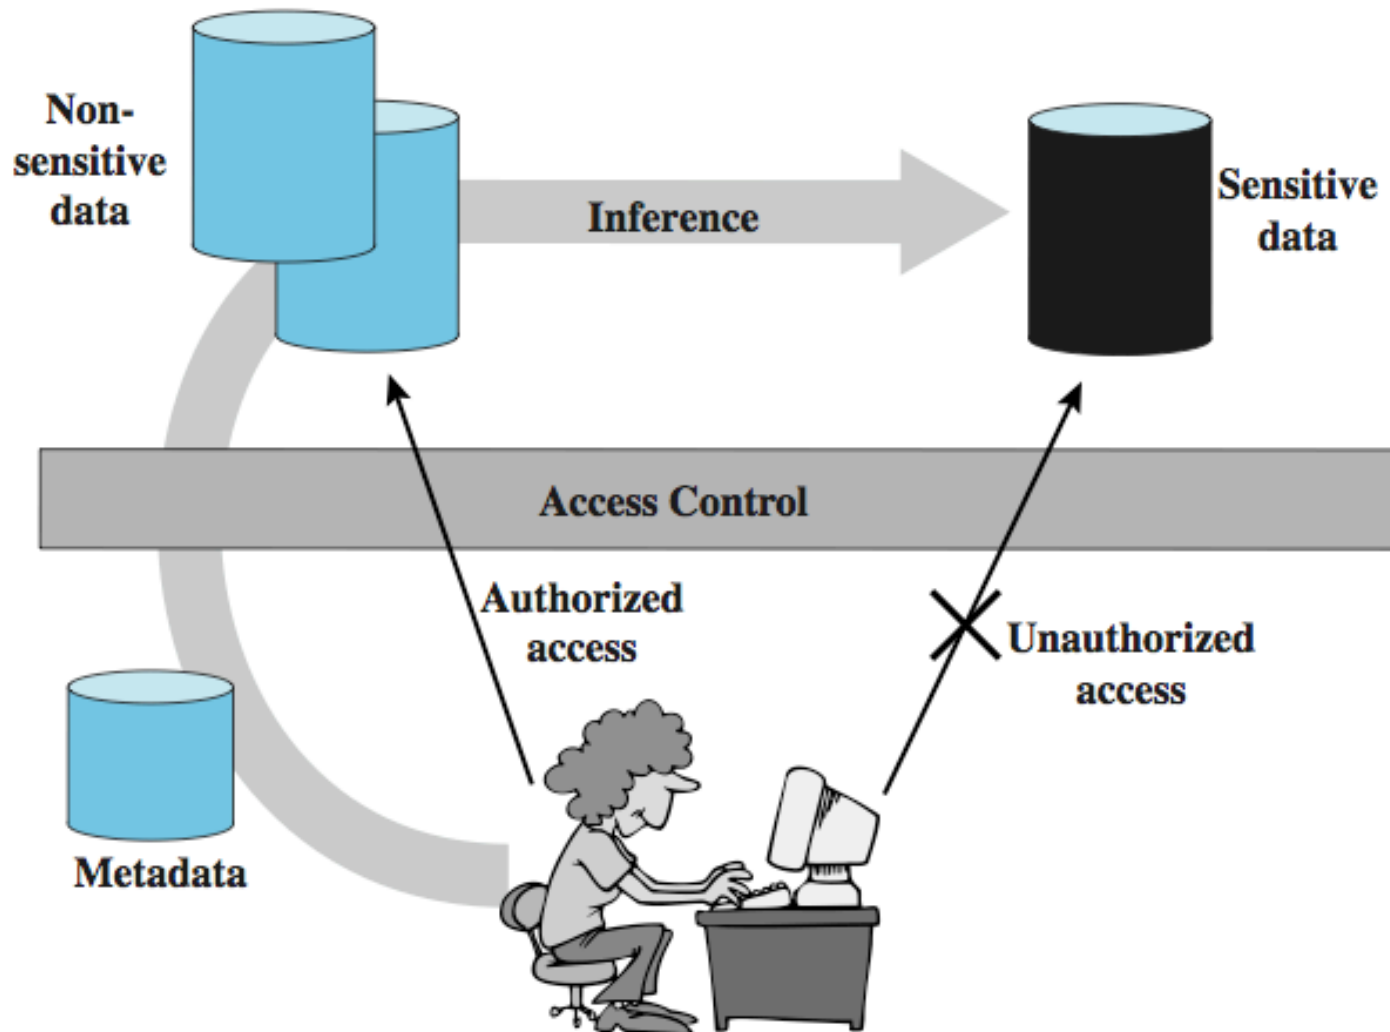 Non-
sensitive
data
Inference
Sensitive
data
Access Control
Authorized
access
Unauthorized
access
Metadata